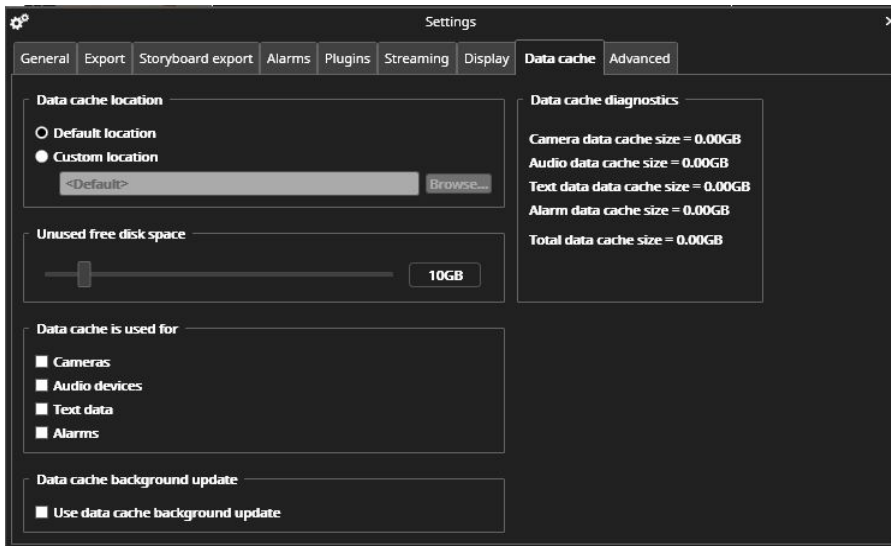 Settings
General Export Storyboard export Alarms Plugins Streaming Display Data cache Advanced
Data cache location
Default location
Custom location
<Default> Browse...
Unused free disk space
10GB
Data cache is used for
Cameras
Audio devices
Text data
Alarms
Data cache background update
Use data cache background update
Data cache diagnostics
Camera data cache size = 0.00GB
Audio data cache size = 0.00GB
Text data data cache size = 0.00GB
Alarm data cache size = 0.00GB
Total data cache size = 0.00GB